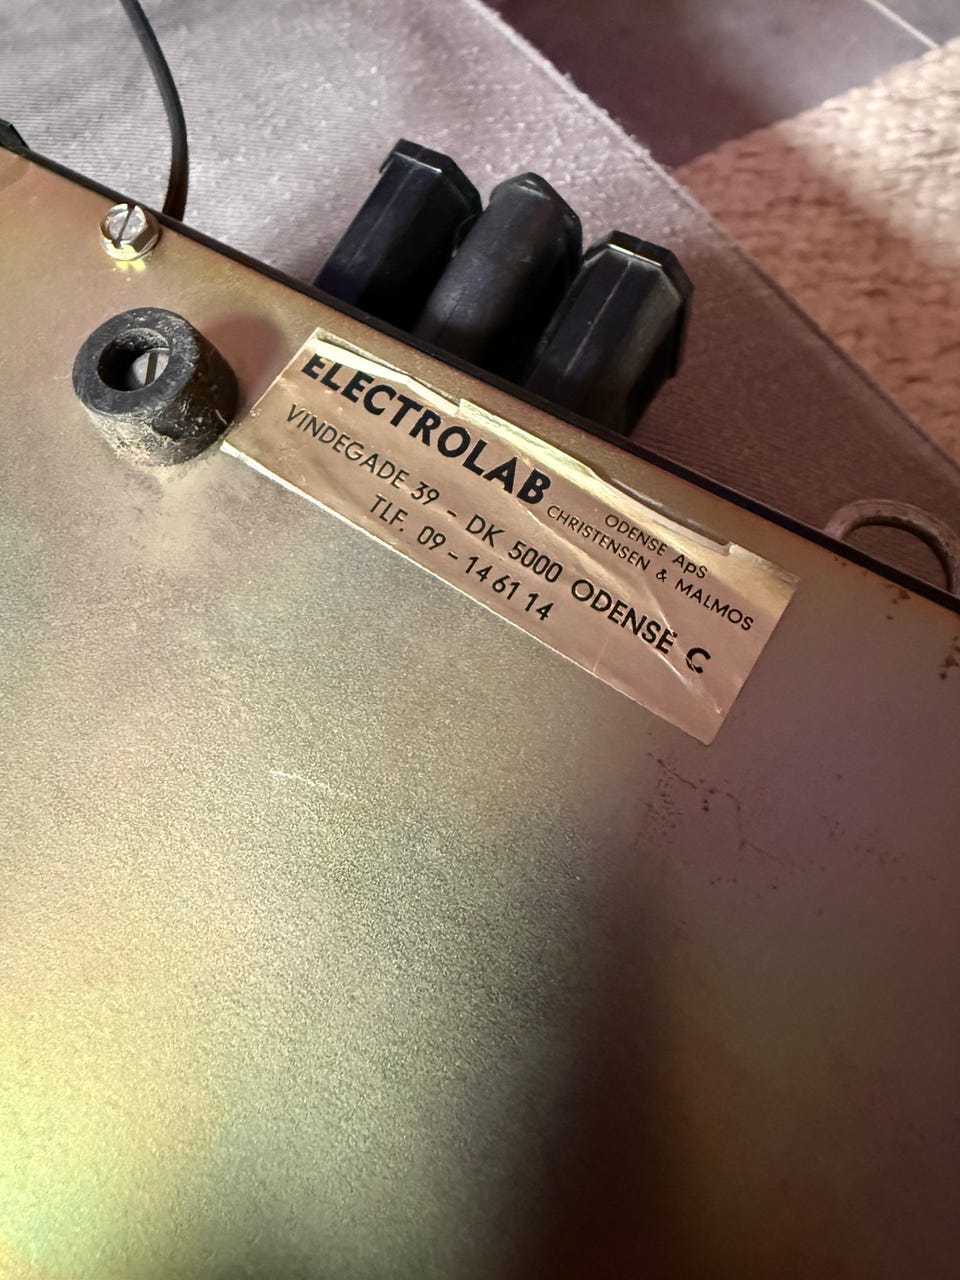 ELECTROLAB ODENSE ApS
CHRISTENSEN & MALMOS
VINDEGADE 39 - DK 5000 ODENSE C
TLF. 09 - 14 61 14